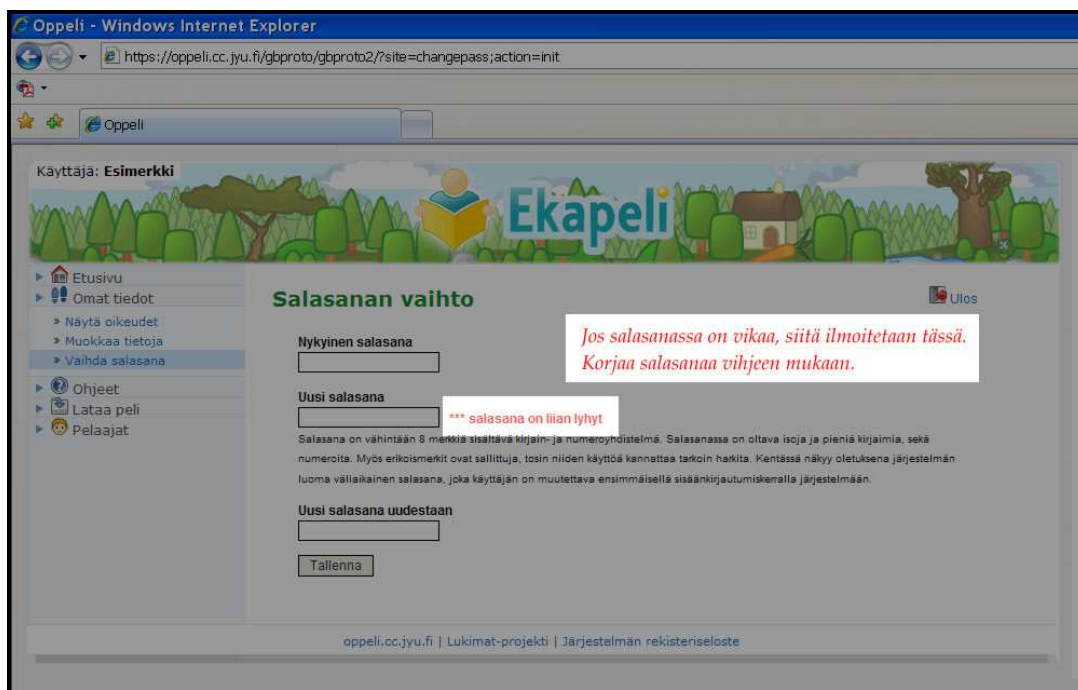 Oppeli - Windows Internet Explorer
https://oppeli.cc.jyu.fi/gbproto/gbproto2/?site=changepass;action=init
Oppeli
Käyttäjä: Esimerkki
Ekapeli
Etusivu
Omat tiedot
Näytä oikeudet
Muokkaa tietoja
Vaihda salasana
Ohjeet
Lataa peli
Pelaajat
Salasanan vaihto
Ulos
Jos salasanassa on vikaa, siitä ilmoitetaan tässä.
Korjaa salasanaa vihjeen mukaan.
Nykyinen salasana
Uusi salasana
*** salasana on liian lyhyt
Salasana on vähintään 8 merkkiä sisältävä kirjain- ja numeroyhdistelmä. Salasanassa on oltava isoja ja pieniä kirjaimia, sekä
numeroita. Myös erikoismerkit ovat sallittuja, tosin niiden käyttöä kannattaa tarkoin harkita. Kentässä näkyy oletuksena järjestelmän
luoma väliaikainen salasana, joka käyttäjän on muutettava ensimmäisellä sisäänkirjautumiskerralla järjestelmään.
Uusi salasana uudestaan
Tallenna
oppeli.cc.jyu.fi | Lukimat-projekti | Järjestelmän rekisteriseloste